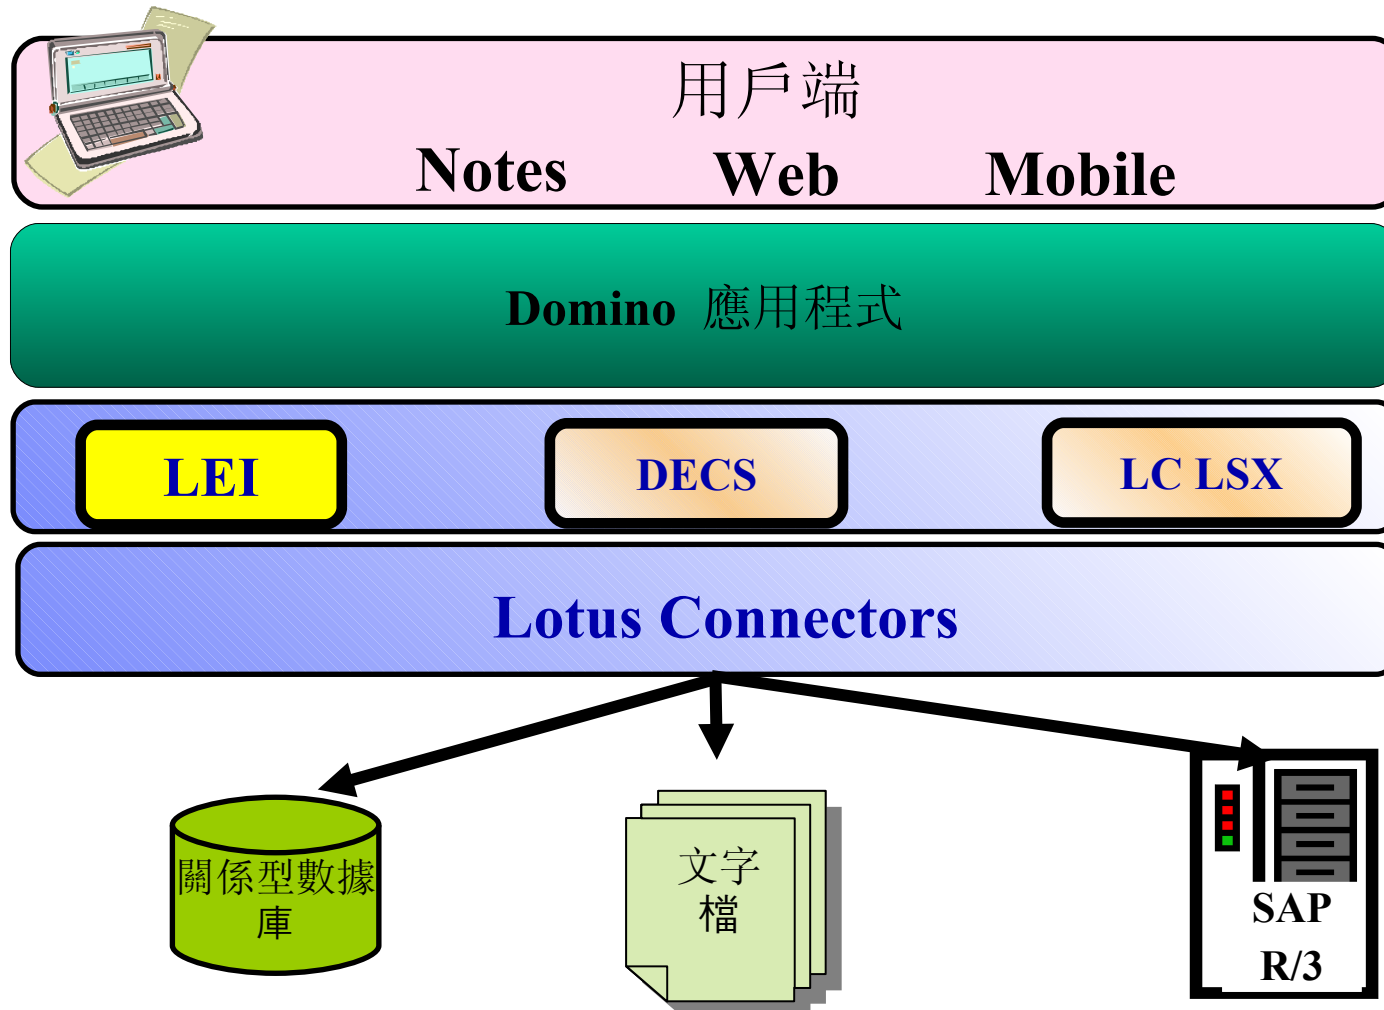 用戶端
Notes Web Mobile
Domino 應用程式
LEI DECS LC LSX
Lotus Connectors
關係型數據
庫
文字
檔
SAP
R/3